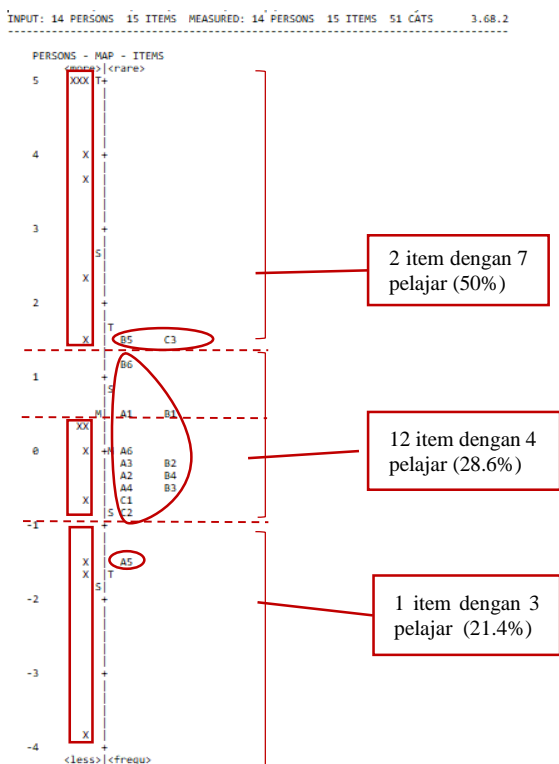 INPUT: 14 PERSONS 15 ITEMS MEASURED: 14 PERSONS 15 ITEMS 51 CATS 3.68.2
PERSONS - MAP - ITEMS
<more>|<rare>
5 XXX T+
4 X +
X
3 +
S
X
2 +
T
X B5 C3
B6
1 +
S
M A1 B1
XX
0 X +M A6
A3 B2
A2 B4
A4 B3
X C1
S C2
-1 +
X A5
X T
S
-2 +
-3 +
X
-4 +
<less>|<frequ>
2 item dengan 7
pelajar (50%)
12 item dengan 4
pelajar (28.6%)
1 item dengan 3
pelajar (21.4%)